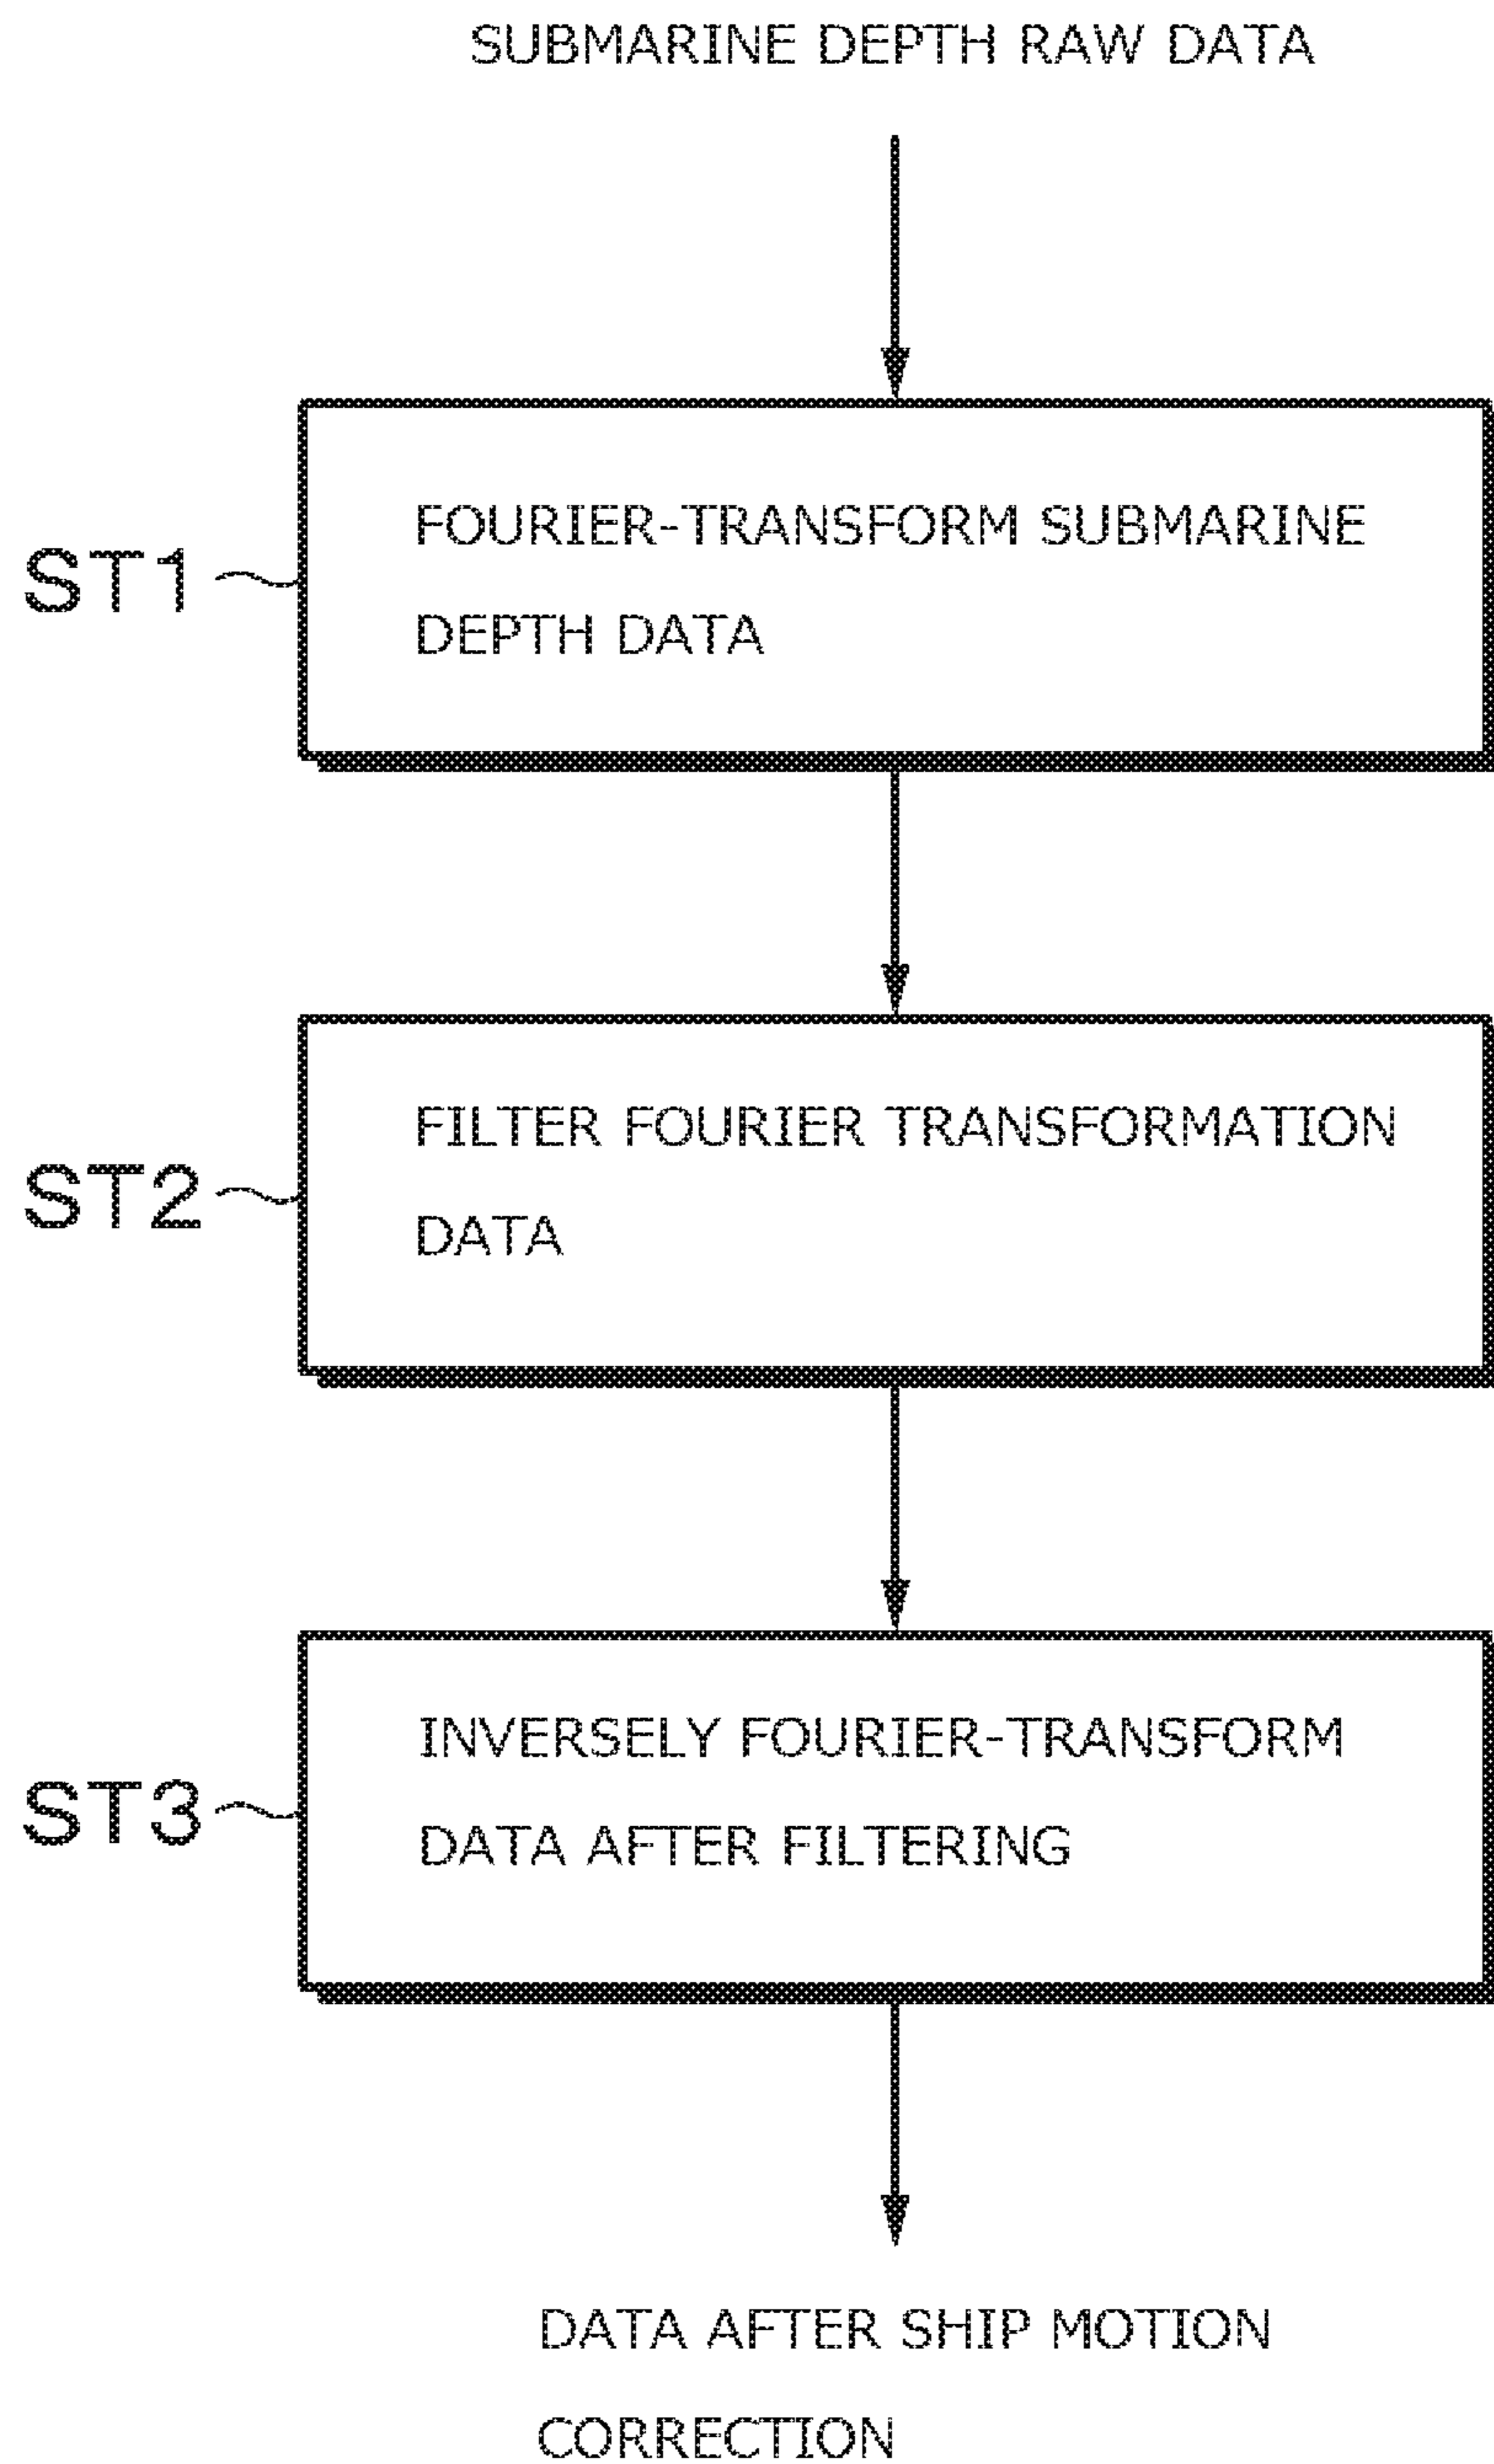 SUBMARINE DEPTH RAW DATA
ST1
FOURIER-TRANSFORM SUBMARINE
DEPTH DATA
ST2
FILTER FOURIER TRANSFORMATION
DATA
ST3
INVERSELY FOURIER-TRANSFORM
DATA AFTER FILTERING
DATA AFTER SHIP MOTION
CORRECTION